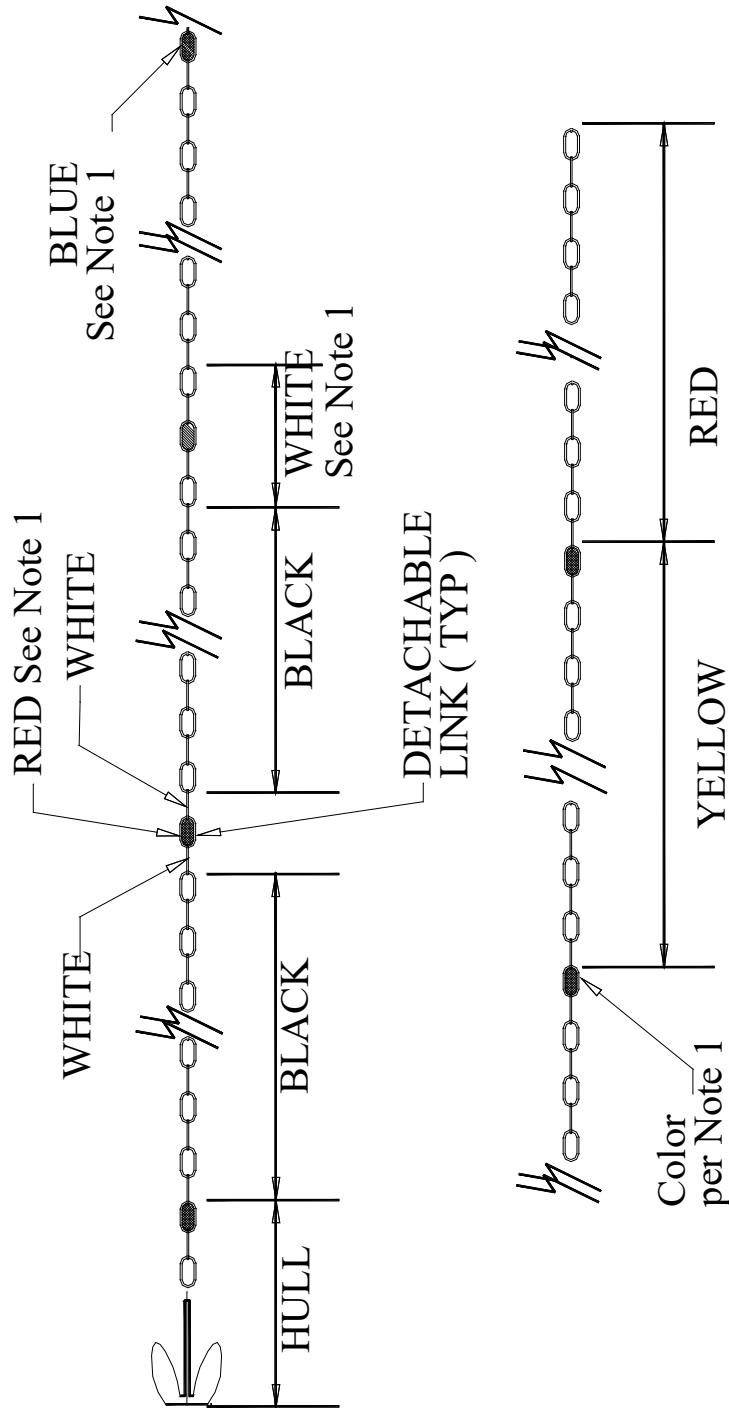 BLUE
See Note 1
RED See Note 1
WHITE
WHITE
WHITE
See Note 1
BLACK
DETACHABLE
LINK ( TYP )
BLACK
HULL
RED
YELLOW
Color
per Note 1